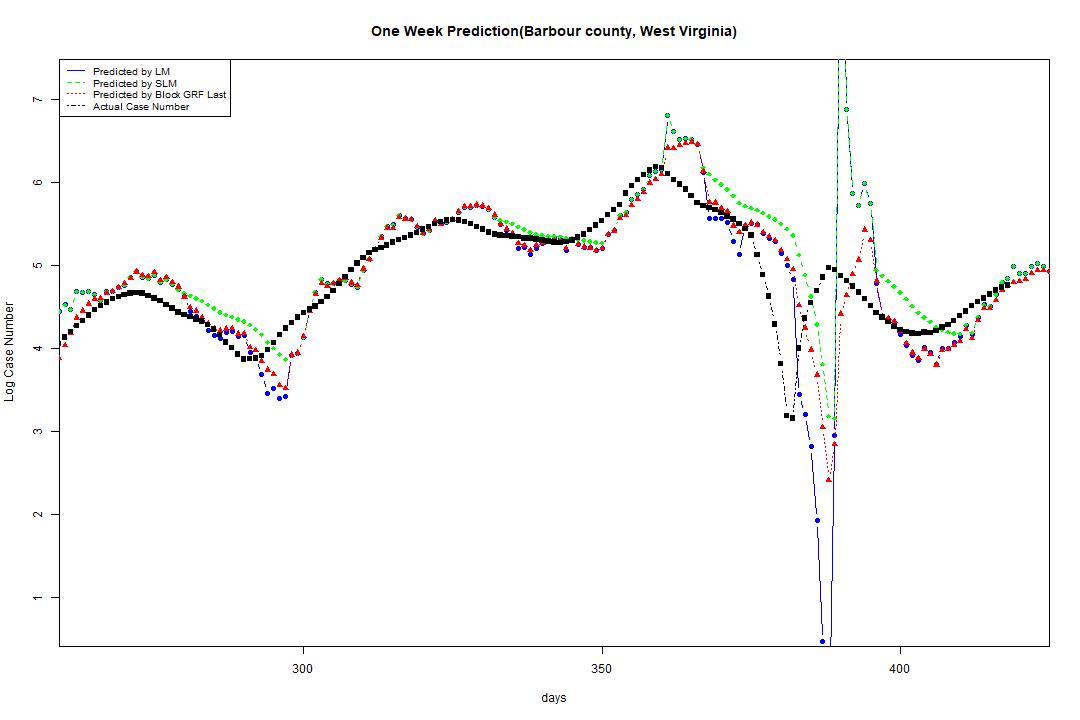 One Week Prediction(Barbour county, West Virginia)
Predicted by LM
Predicted by SLM
Predicted by Block GRF Last
Actual Case Number
Log Case Number
7
6
5
4
3
2
1
300
350
400
days